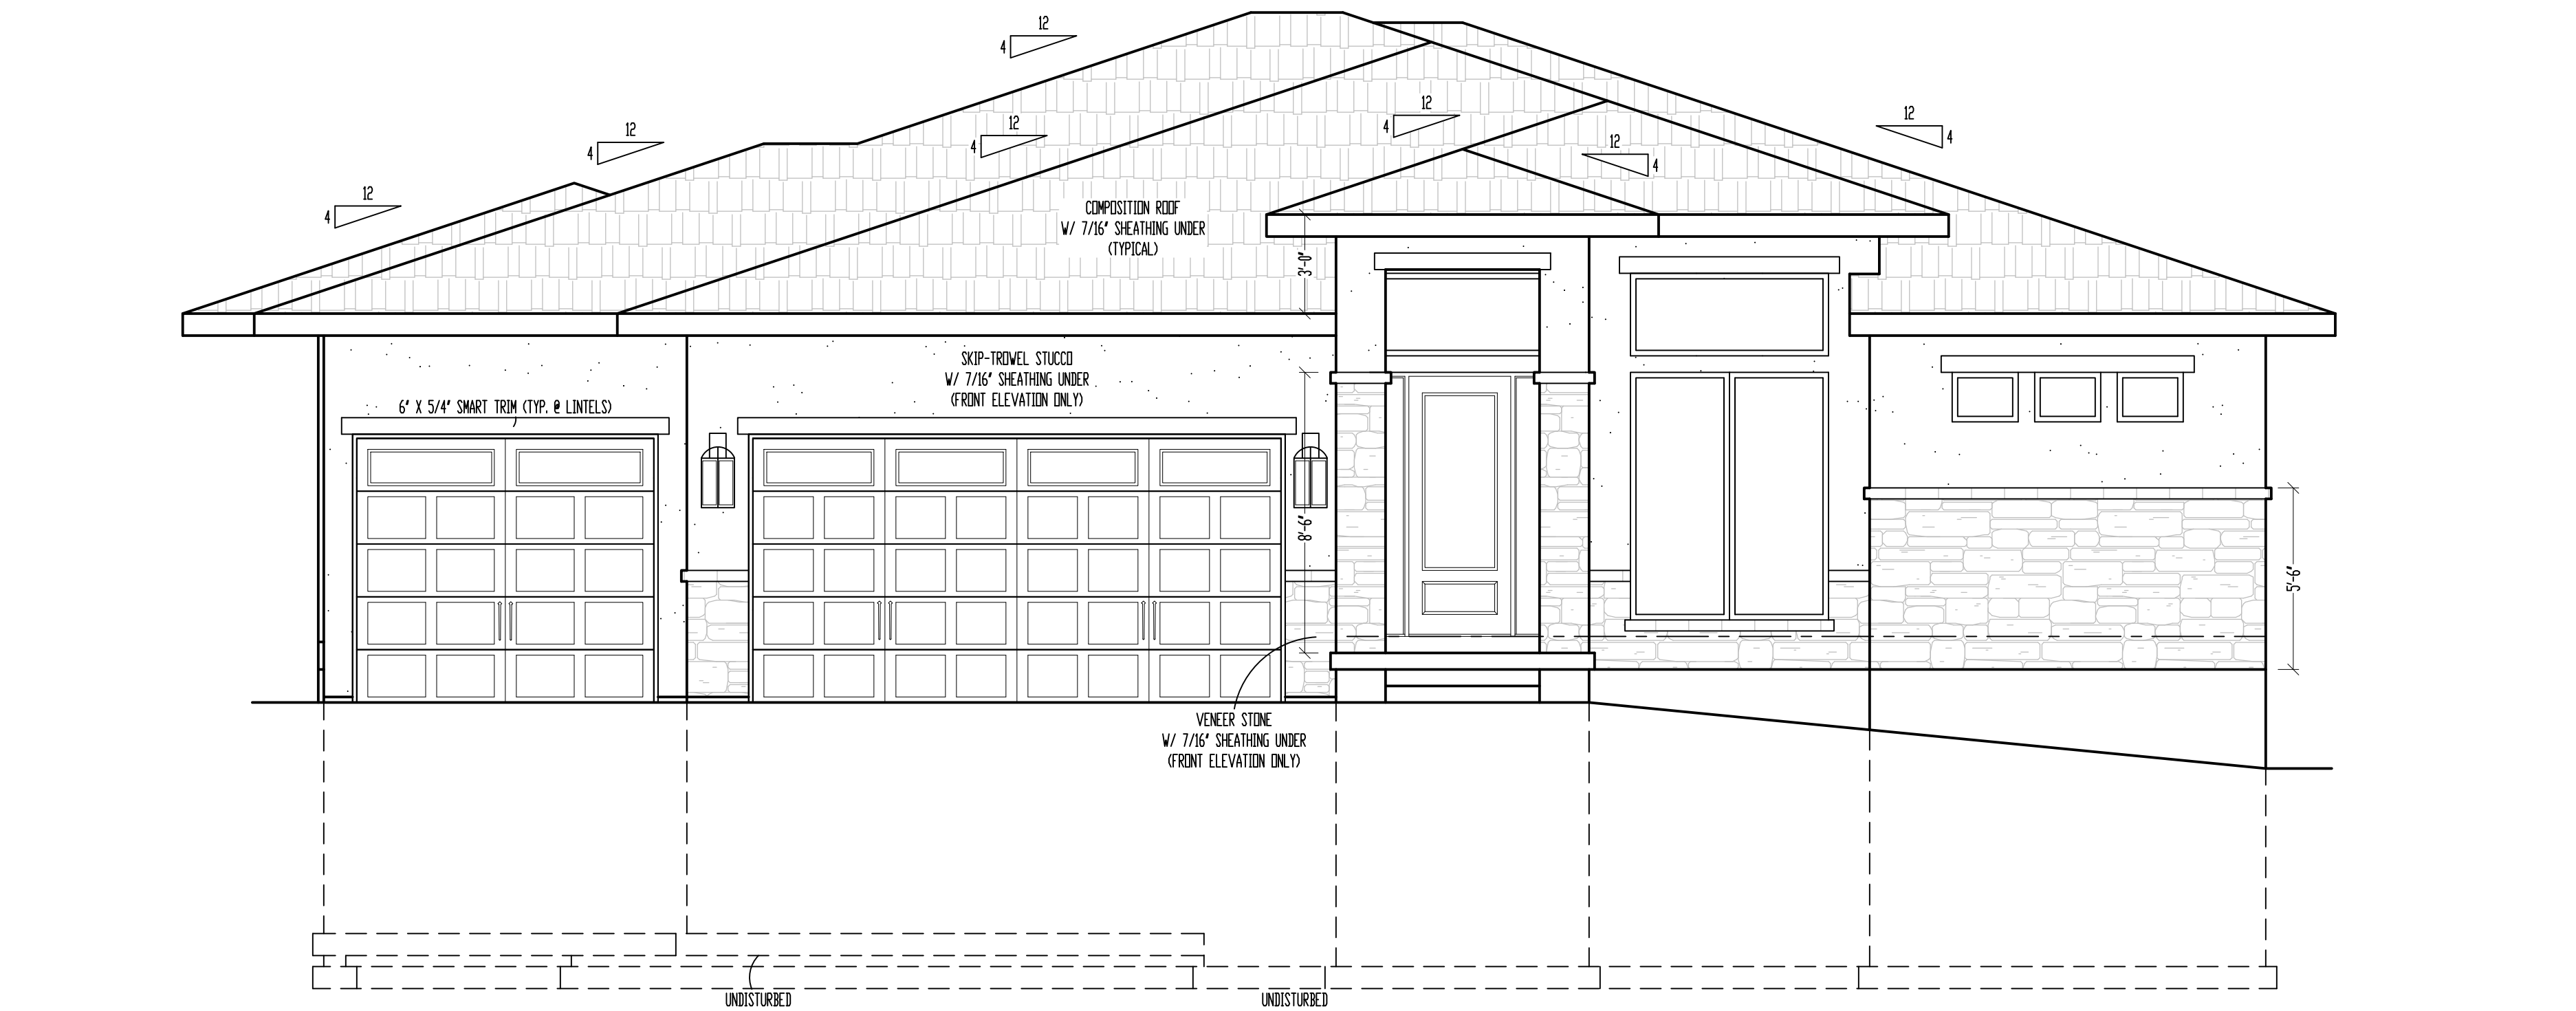 12
4
12
4
12
4
12
4
12
4
12
4
12
4
12
4
COMPOSITION ROOF
W/ 7/16" SHEATHING UNDER
(TYPICAL)
3'-0"
SKIP-TROWEL STUCCO
W/ 7/16" SHEATHING UNDER
(FRONT ELEVATION ONLY)
6" X 5/4" SMART TRIM (TYP. @ LINTELS)
8'-6"
5'-6"
VENEER STONE
W/ 7/16" SHEATHING UNDER
(FRONT ELEVATION ONLY)
UNDISTURBED
UNDISTURBED